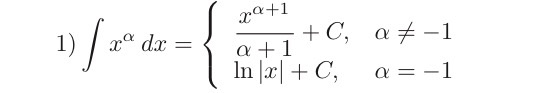 1) ∫ x^α dx = { x^(α+1)/(α+1) + C, α ≠ −1
ln |x| + C, α = −1